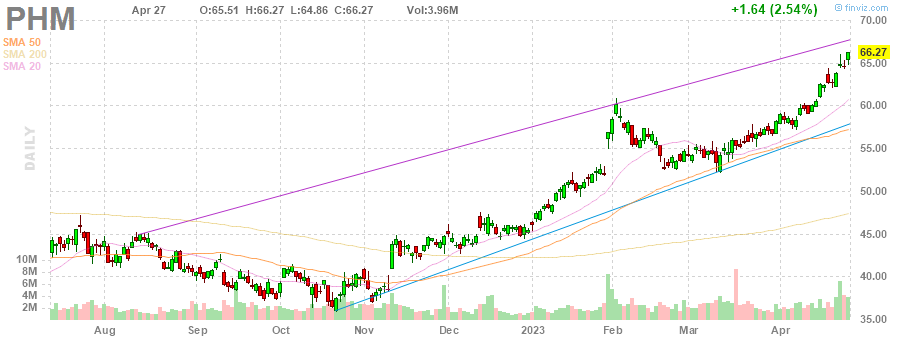 PHM Apr 27 O:65.51 H:66.27 L:64.86 C:66.27 Vol:3.96M +1.64 (2.54%)
© finviz.com
SMA 50
SMA 200
SMA 20
DAILY
70.00
66.27
65.00
60.00
55.00
50.00
45.00
40.00
35.00
10M
8M
6M
4M
2M
Aug Sep Oct Nov Dec 2023 Feb Mar Apr